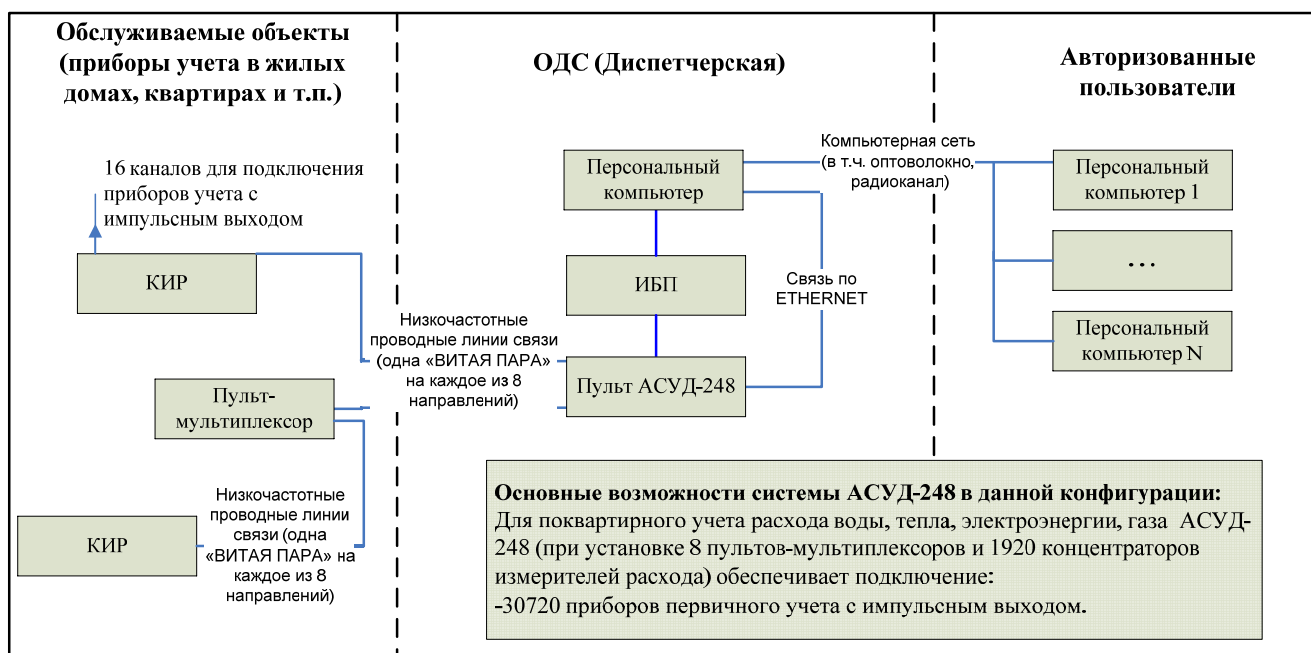 Обслуживаемые объекты
(приборы учета в жилых
домах, квартирах и т.п.)
16 каналов для подключения
приборов учета с
импульсным выходом
КИР
Пульт-
мультиплексор
КИР
Низкочастотные
проводные линии
связи (одна
«ВИТАЯ ПАРА» на
каждое из 8
направлений)
Низкочастотные
проводные линии связи
(одна «ВИТАЯ ПАРА»
на каждое из 8
направлений)
ОДС (Диспетчерская)
Персональный
компьютер
ИБП
Пульт АСУД-248
Связь по
ETHERNET
Компьютерная сеть
(в т.ч. оптоволокно,
радиоканал)
Авторизованные
пользователи
Персональный
компьютер 1
...
Персональный
компьютер N
Основные возможности системы АСУД-248 в данной конфигурации:
Для поквартирного учета расхода воды, тепла, электроэнергии, газа АСУД-
248 (при установке 8 пультов-мультиплексоров и 1920 концентраторов
измерителей расхода) обеспечивает подключение:
-30720 приборов первичного учета с импульсным выходом.